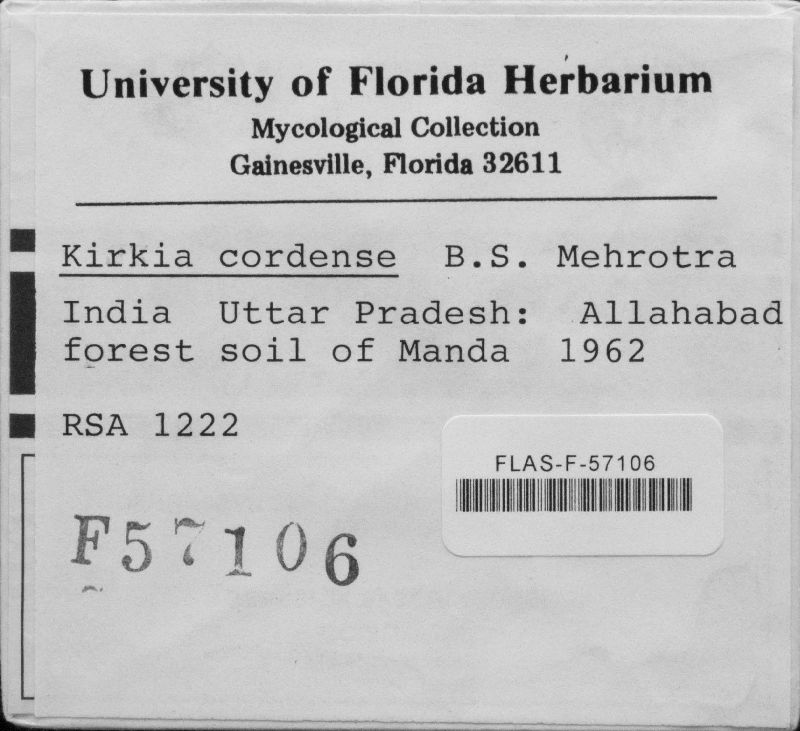 University of Florida Herbarium
Mycological Collection
Gainesville, Florida 32611
Kirkia cordense B.S. Mehrotra
India Uttar Pradesh: Allahabad
forest soil of Manda 1962
RSA 1222
FLAS-F-57106
F57106